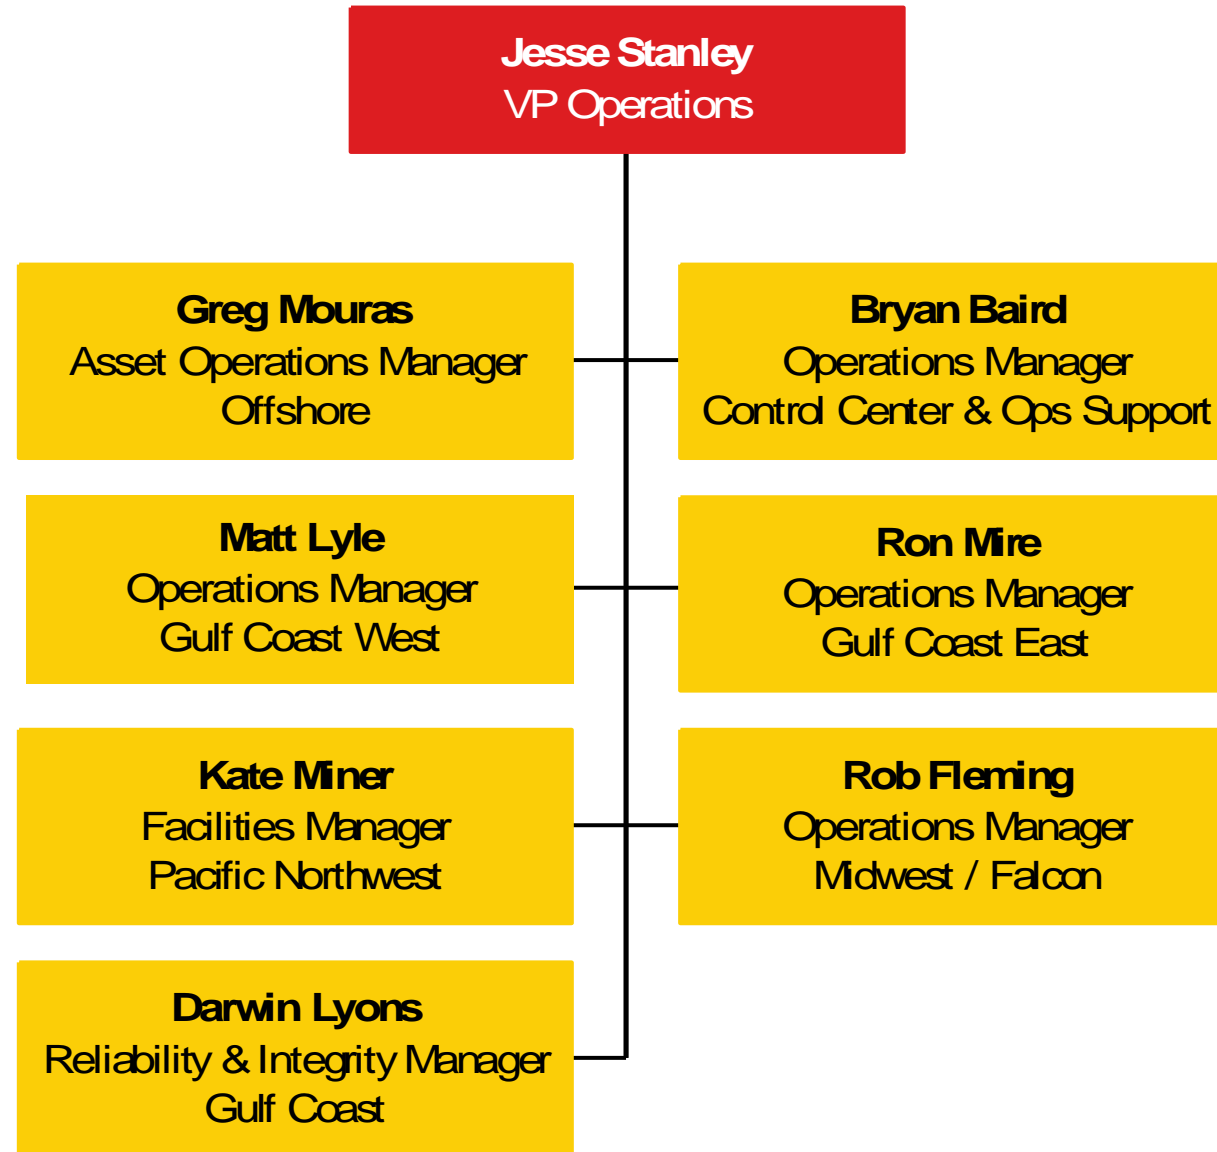 Jesse Stanley
VP Operations
Greg Mouras
Asset Operations Manager
Offshore
Bryan Baird
Operations Manager
Control Center & Ops Support
Matt Lyle
Operations Manager
Gulf Coast West
Ron Mire
Operations Manager
Gulf Coast East
Kate Miner
Facilities Manager
Pacific Northwest
Rob Fleming
Operations Manager
Midwest / Falcon
Darwin Lyons
Reliability & Integrity Manager
Gulf Coast